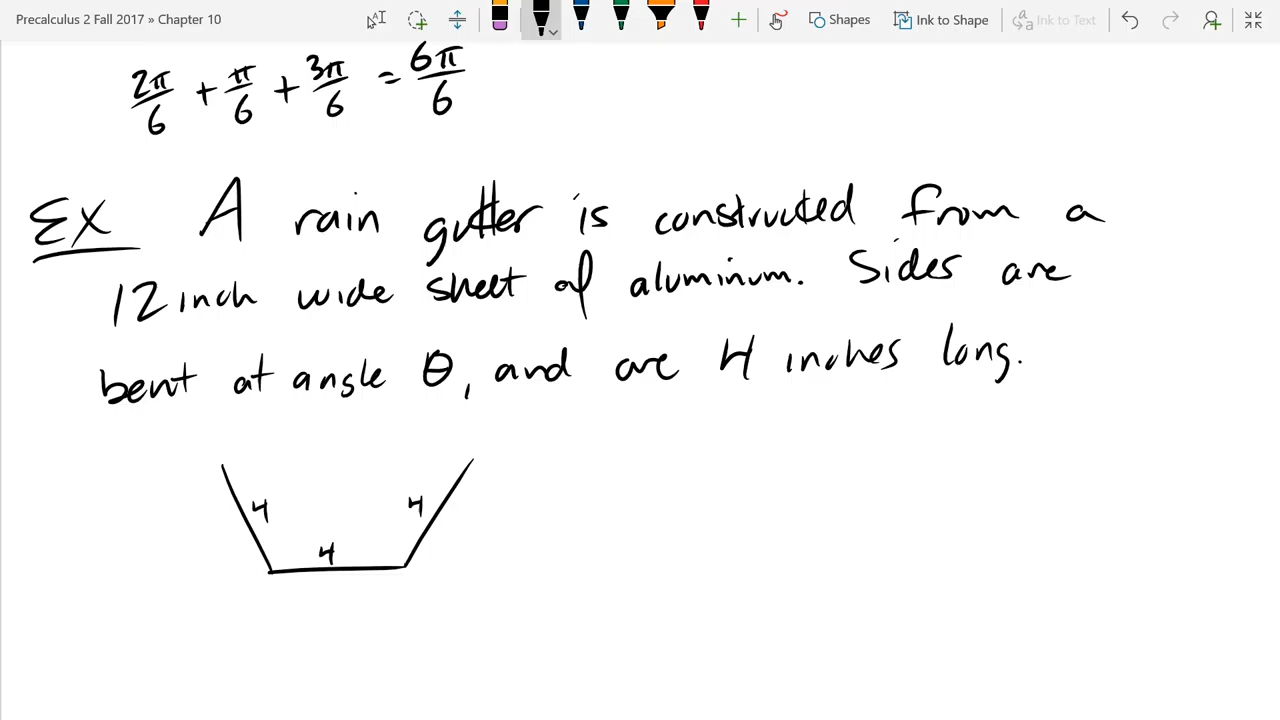 Precalculus 2 Fall 2017 » Chapter 10
Shapes
Ink to Shape
Ink to Text
2π/6 + π/6 + 3π/6 = 6π/6
Ex A rain gutter is constructed from a
12 inch wide sheet of aluminum. Sides are
bent at angle θ, and are 4 inches long.
4 4
4